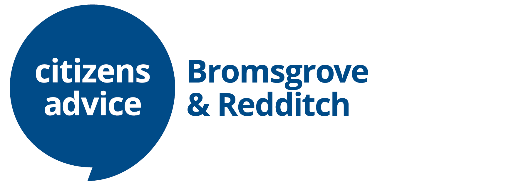 citizens
advice
Bromsgrove
& Redditch